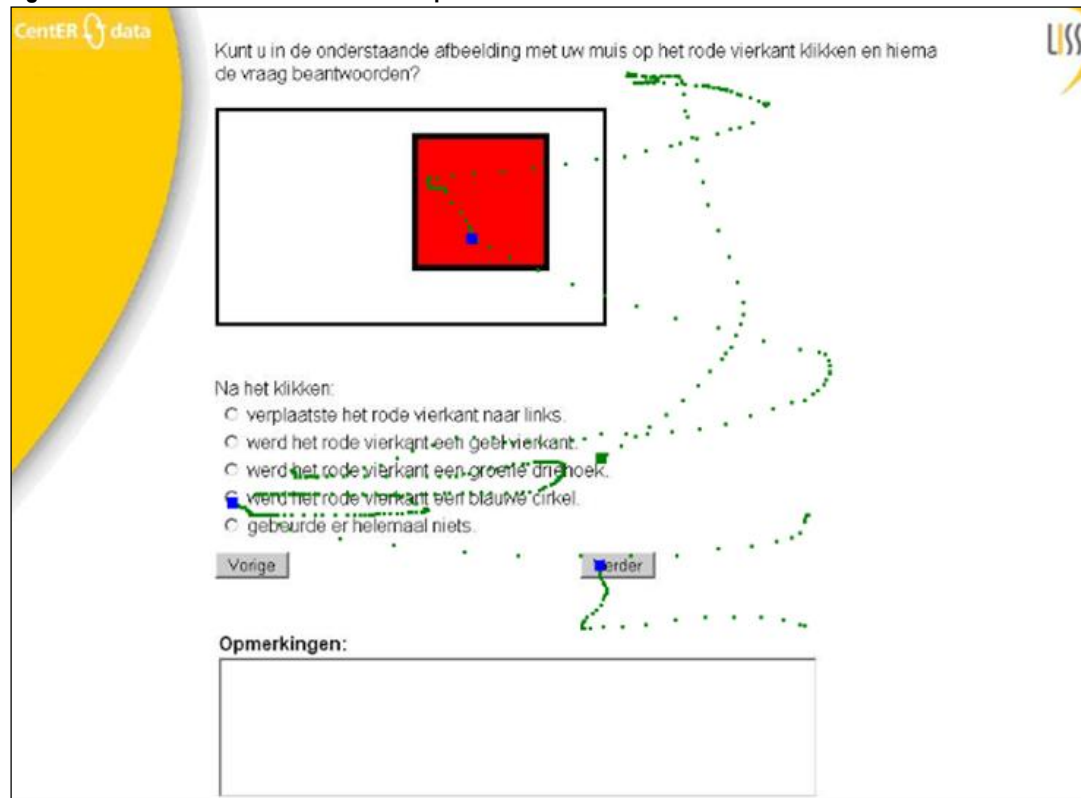 CentER data
Kunt u in de onderstaande afbeelding met uw muis op het rode vierkant klikken en hierna
de vraag beantwoorden?
Na het klikken:
verplaatste het rode vierkant naar links.
werd het rode vierkant een geel vierkant.
werd het rode vierkant een groene driehoek.
werd het rode vierkant een blauwe cirkel.
gebeurde er helemaal niets.
Vorige Verder
Opmerkingen: